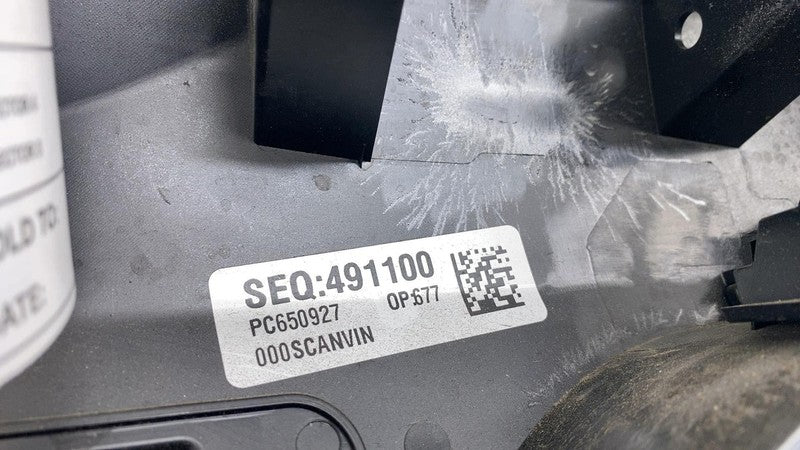 SEQ:491100
PC650927 OP:677
000SCANVIN
OLD TO:
ATE: